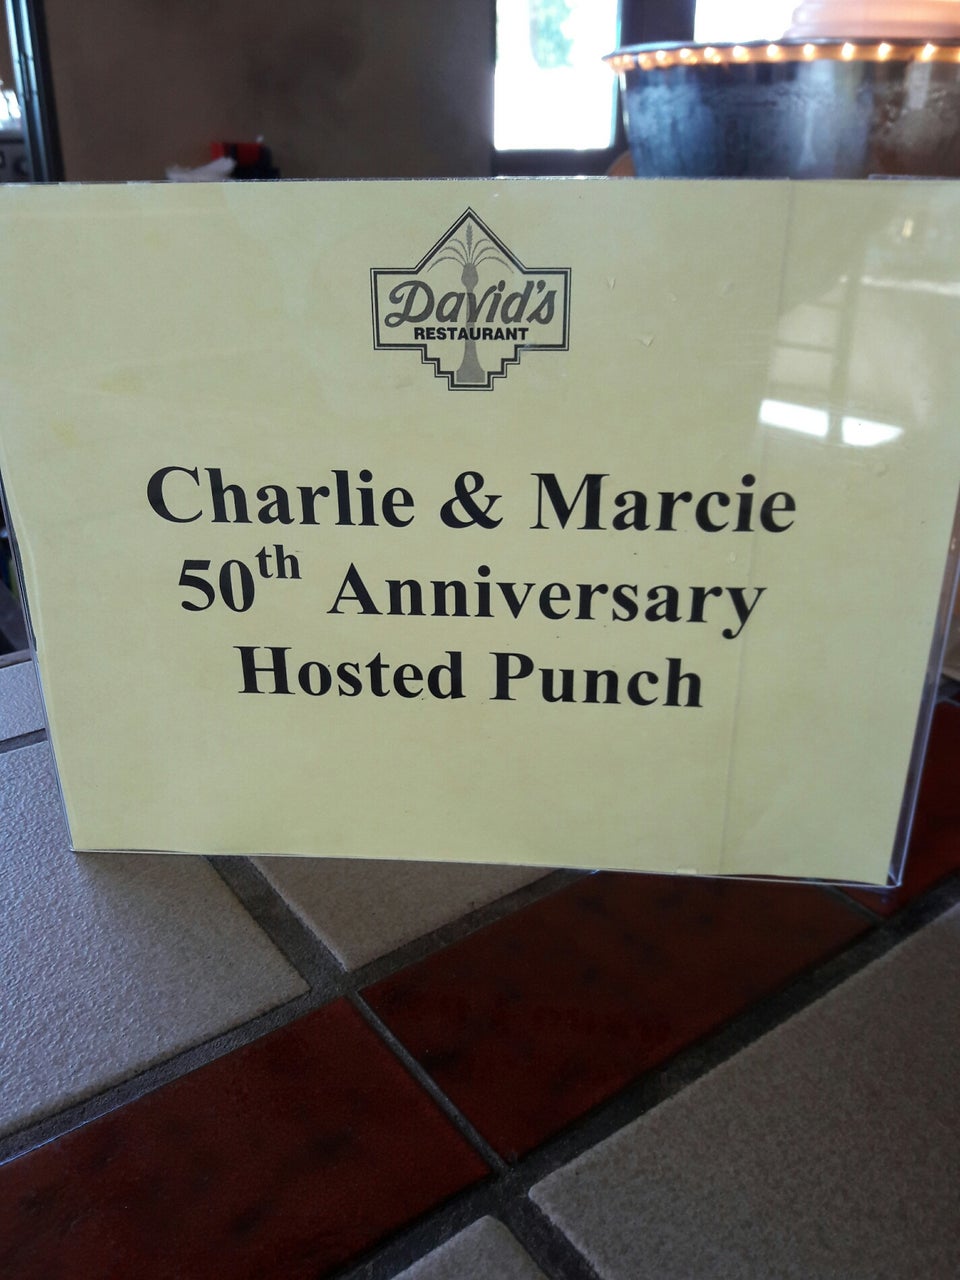 David's
RESTAURANT
Charlie & Marcie
50th Anniversary
Hosted Punch